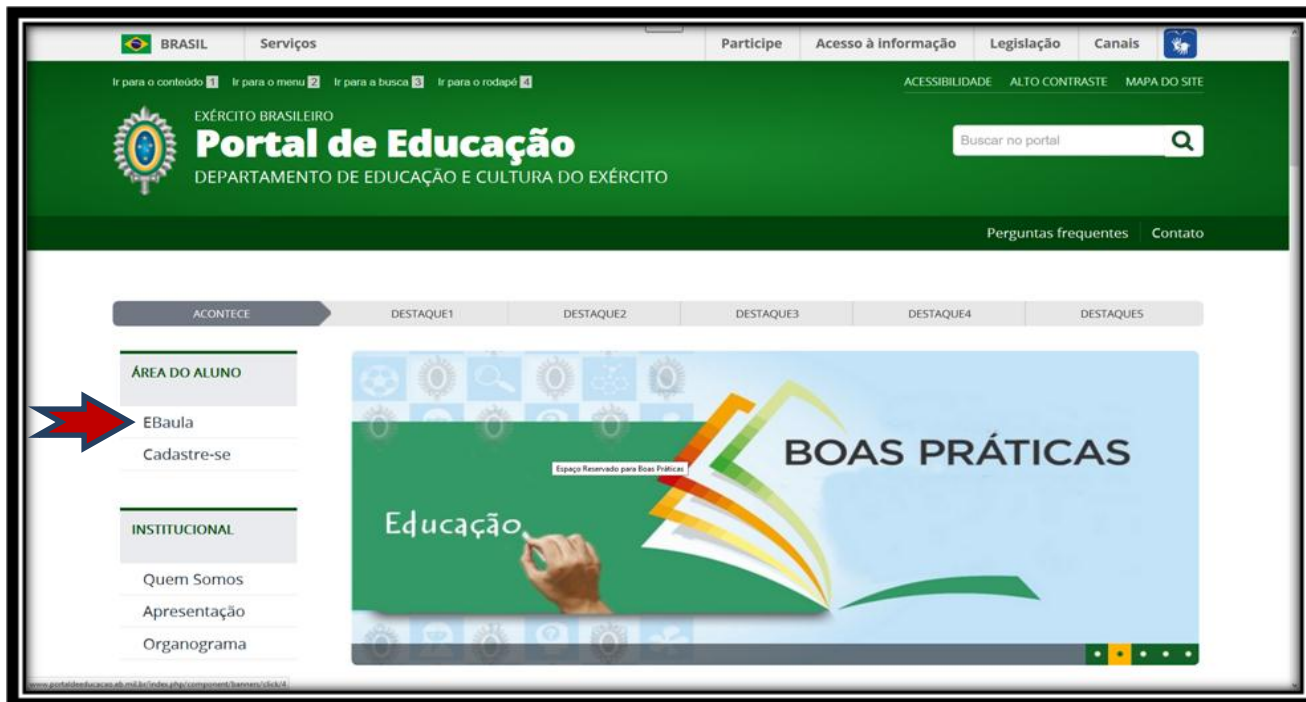 BRASIL Serviços Participe Acesso à informação Legislação Canais
Ir para o conteúdo 1 Ir para o menu 2 Ir para a busca 3 Ir para o rodapé 4 ACESSIBILIDADE ALTO CONTRASTE MAPA DO SITE
EXÉRCITO BRASILEIRO
Portal de Educação
DEPARTAMENTO DE EDUCAÇÃO E CULTURA DO EXÉRCITO
Buscar no portal
Perguntas frequentes Contato
ACONTECE DESTAQUE1 DESTAQUE2 DESTAQUE3 DESTAQUE4 DESTAQUE5
ÁREA DO ALUNO
EBaula
Cadastre-se
INSTITUCIONAL
Quem Somos
Apresentação
Organograma
BOAS PRÁTICAS
Espaço Reservado para Boas Práticas
Educação
www.portaldeeducacao.eb.mil.br/index.php/component/banners/click/4